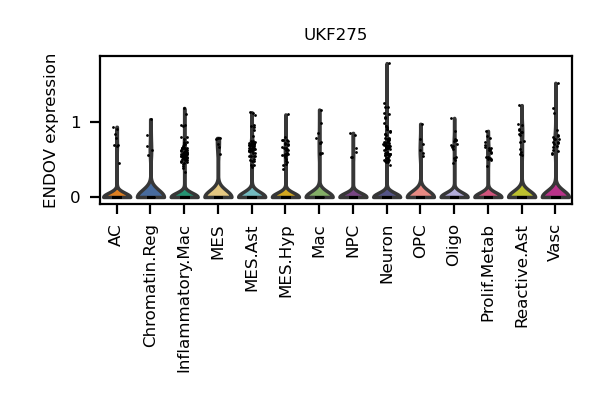 UKF275
ENDOV expression
1
0
AC
Chromatin.Reg
Inflammatory.Mac
MES
MES.Ast
MES.Hyp
Mac
NPC
Neuron
OPC
Oligo
Prolif.Metab
Reactive.Ast
Vasc